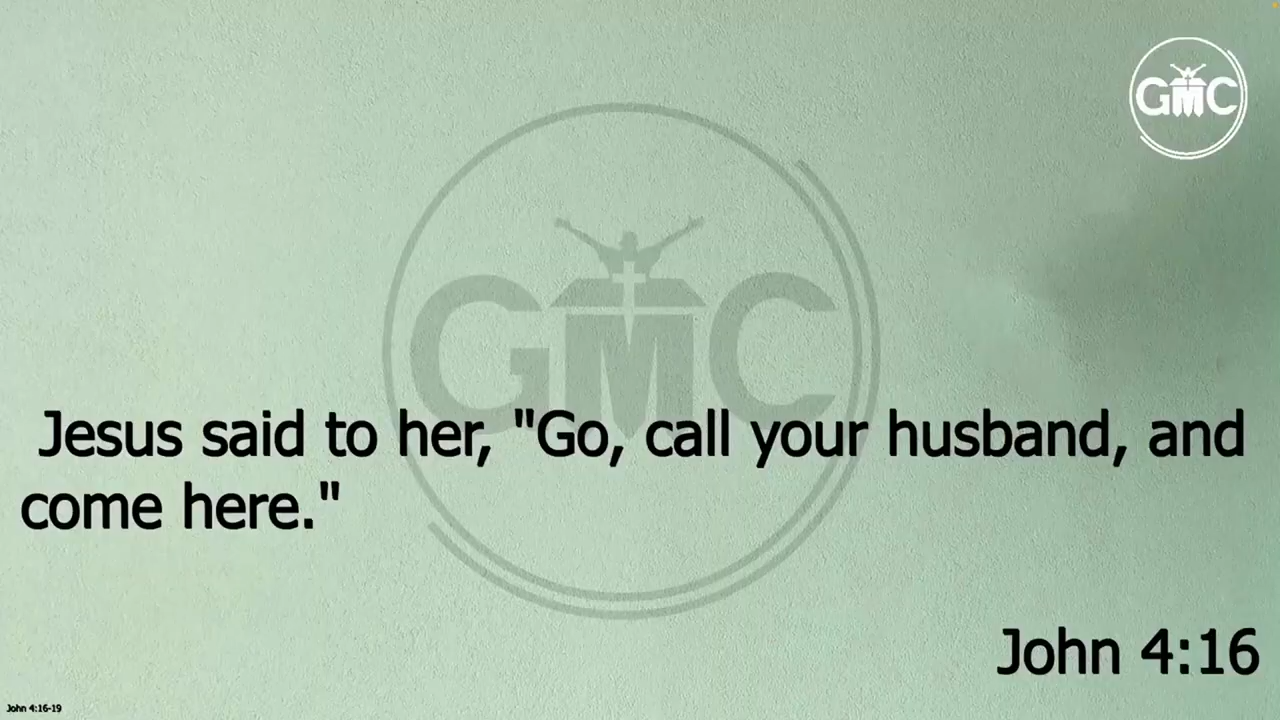 GMC
GMC
Jesus said to her, "Go, call your husband, and
come here."
John 4:16
John 4:16-19